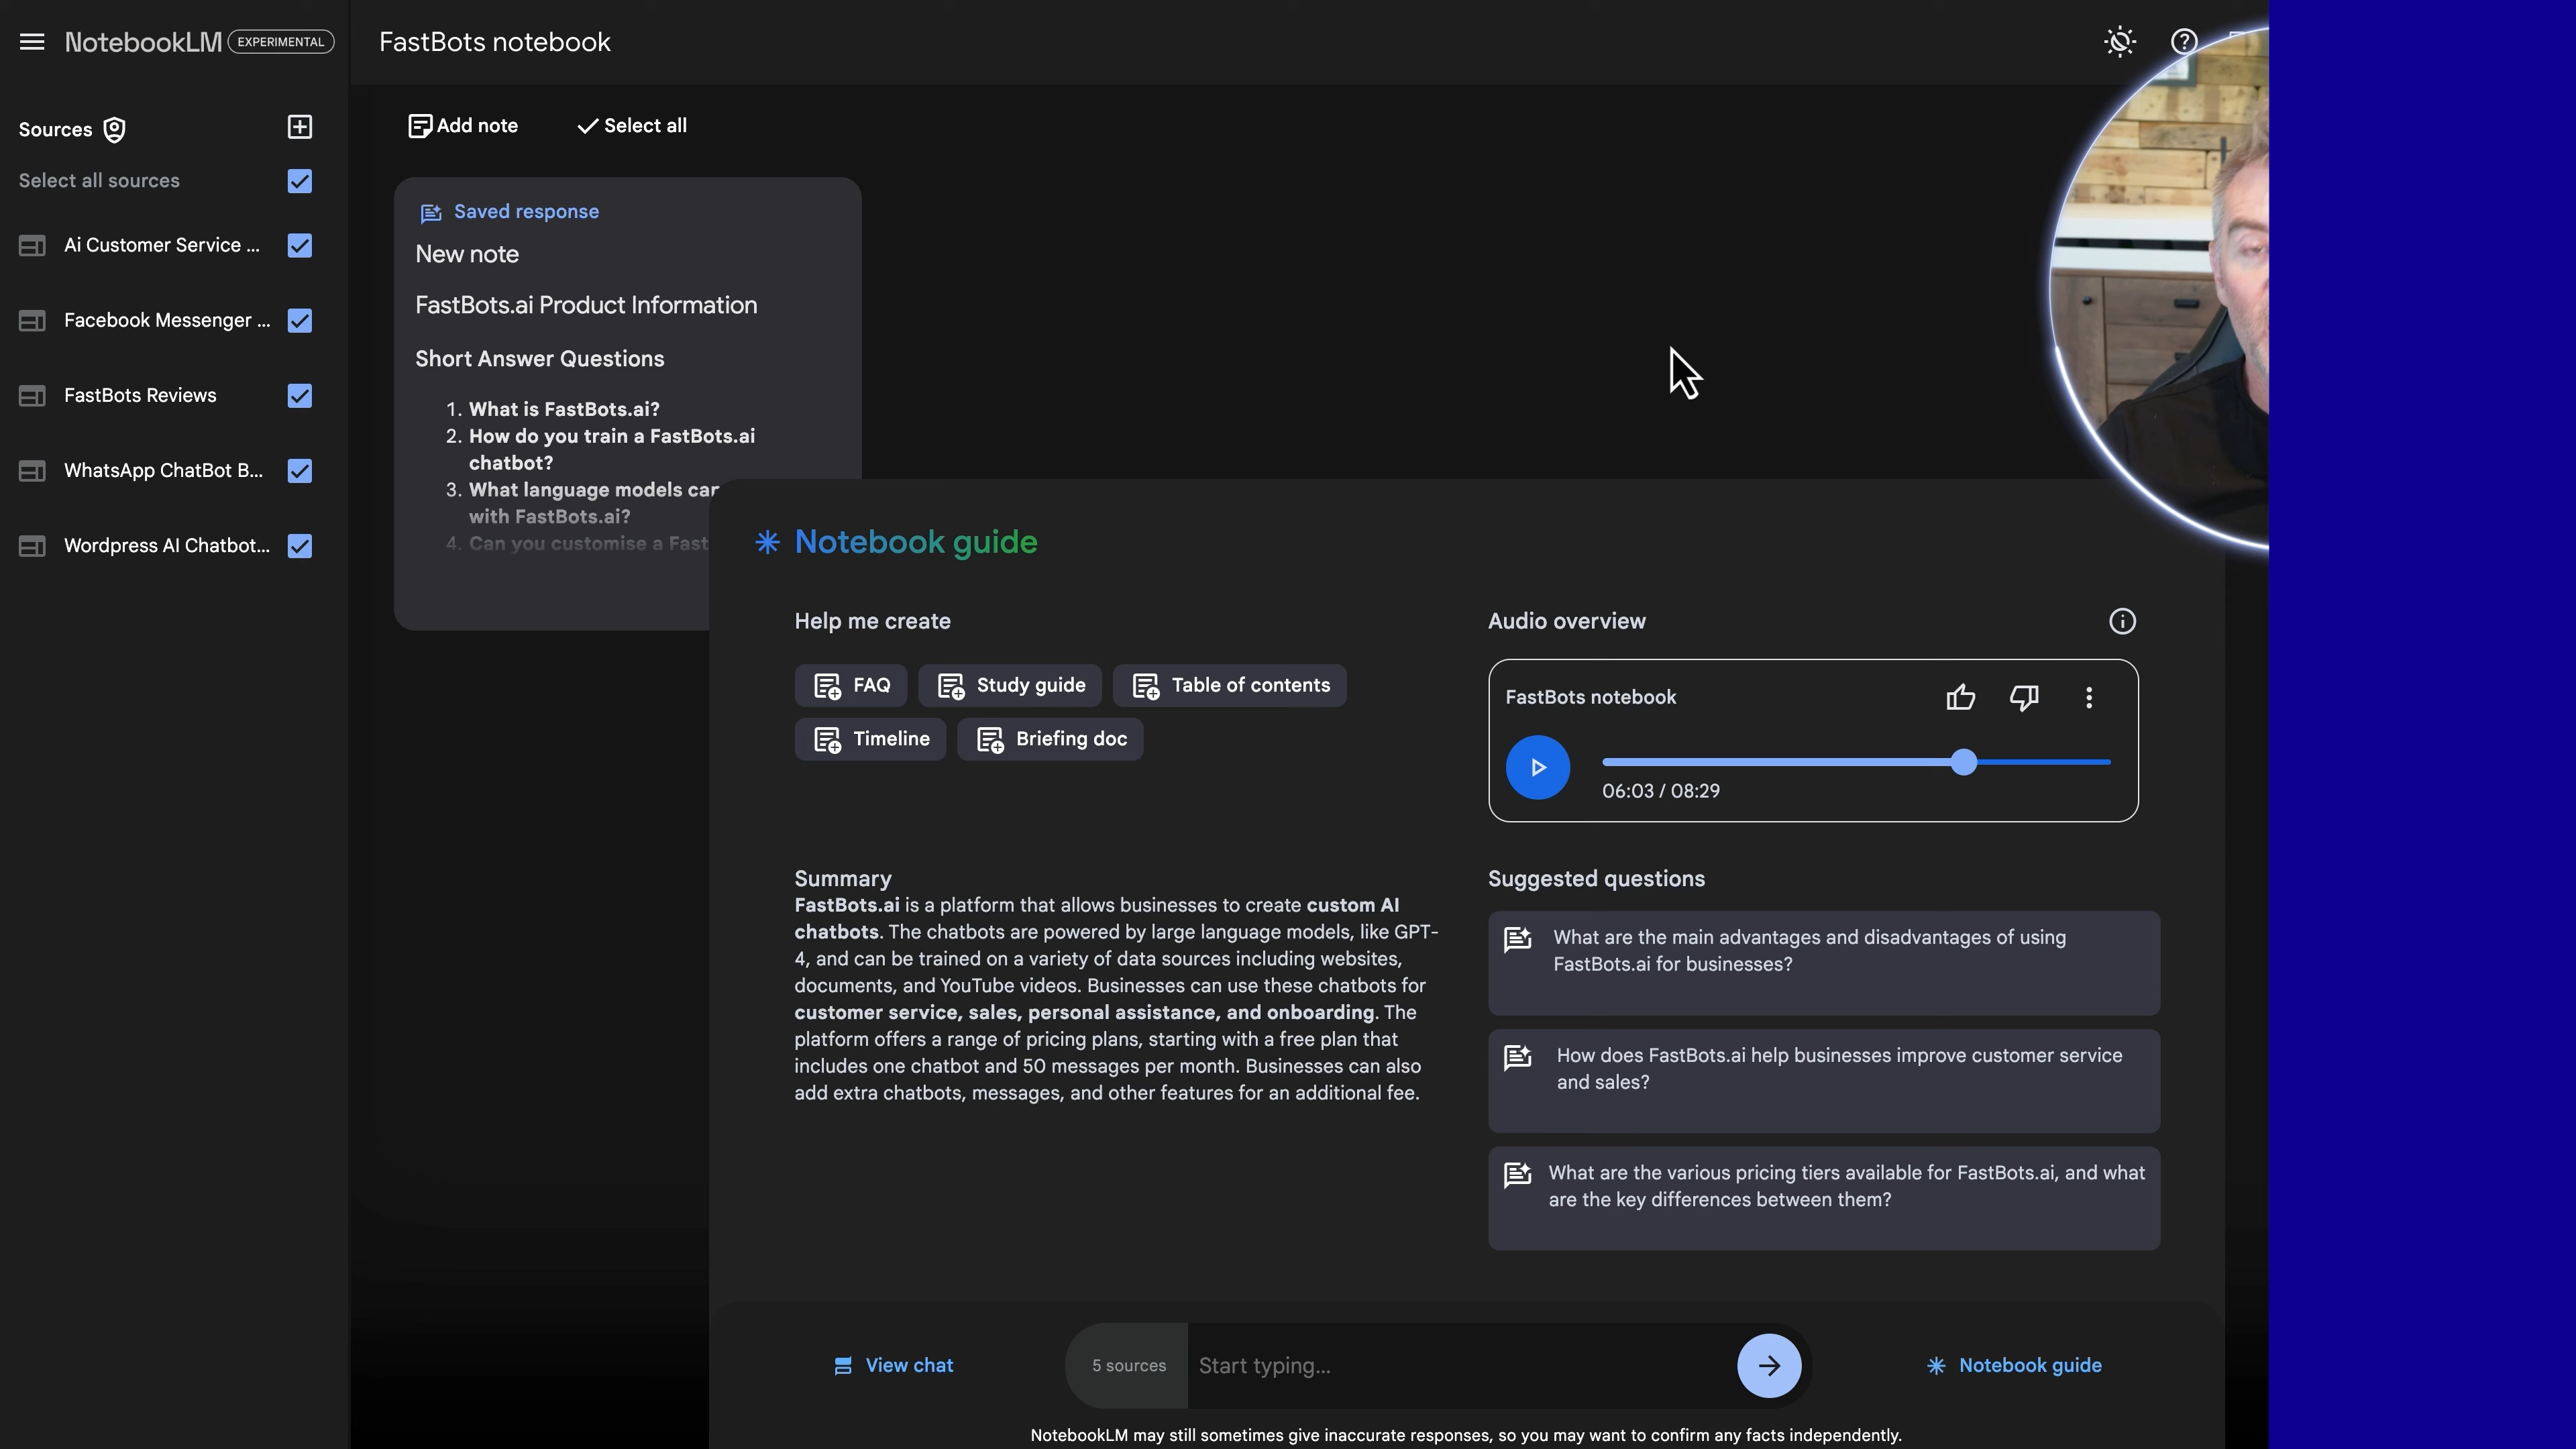 NotebookLM EXPERIMENTAL
FastBots notebook
Sources
Select all sources
Ai Customer Service ...
Facebook Messenger ...
FastBots Reviews
WhatsApp ChatBot B...
Wordpress AI Chatbot...
Add note
Select all
Saved response
New note
FastBots.ai Product Information
Short Answer Questions
1. What is FastBots.ai?
2. How do you train a FastBots.ai
chatbot?
3. What language models can
with FastBots.ai?
4. Can you customise a Fast
Notebook guide
Help me create
FAQ
Study guide
Table of contents
Timeline
Briefing doc
Audio overview
FastBots notebook
06:03 / 08:29
Summary
FastBots.ai is a platform that allows businesses to create custom AI
chatbots. The chatbots are powered by large language models, like GPT-
4, and can be trained on a variety of data sources including websites,
documents, and YouTube videos. Businesses can use these chatbots for
customer service, sales, personal assistance, and onboarding. The
platform offers a range of pricing plans, starting with a free plan that
includes one chatbot and 50 messages per month. Businesses can also
add extra chatbots, messages, and other features for an additional fee.
Suggested questions
What are the main advantages and disadvantages of using
FastBots.ai for businesses?
How does FastBots.ai help businesses improve customer service
and sales?
What are the various pricing tiers available for FastBots.ai, and what
are the key differences between them?
View chat
5 sources
Start typing...
Notebook guide
NotebookLM may still sometimes give inaccurate responses, so you may want to confirm any facts independently.